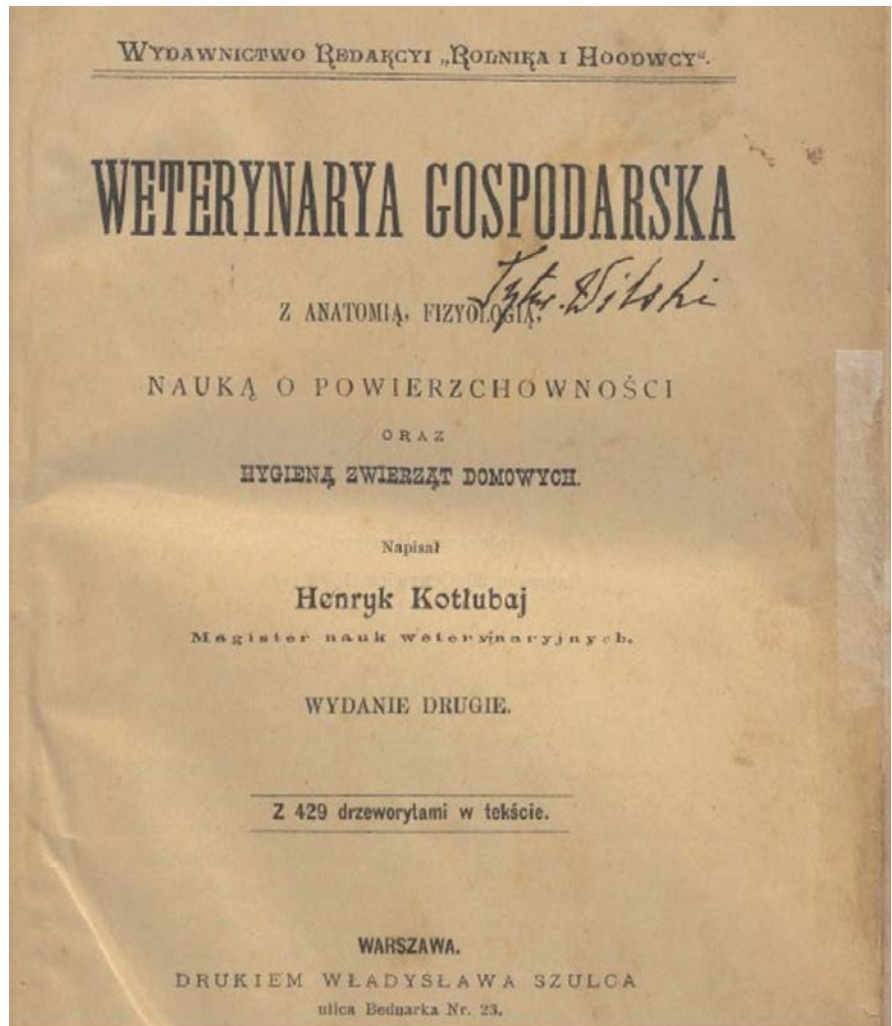 WYDAWNICTWO REDAKCYI „ROLNIKA I HOODWCY“.
WETERYNARYA GOSPODARSKA
Z ANATOMIĄ, FIZYOLOGIĄ,
NAUKĄ O POWIERZCHOWNOŚCI
ORAZ
HYGIENĄ ZWIERZĄT DOMOWYCH.
Napisał
Henryk Kotłubaj
Magister nauk weterynaryjnych.
WYDANIE DRUGIE.
Z 429 drzeworytami w tekście.
WARSZAWA.
DRUKIEM WŁADYSŁAWA SZULCA
ulica Bednarka Nr. 23.